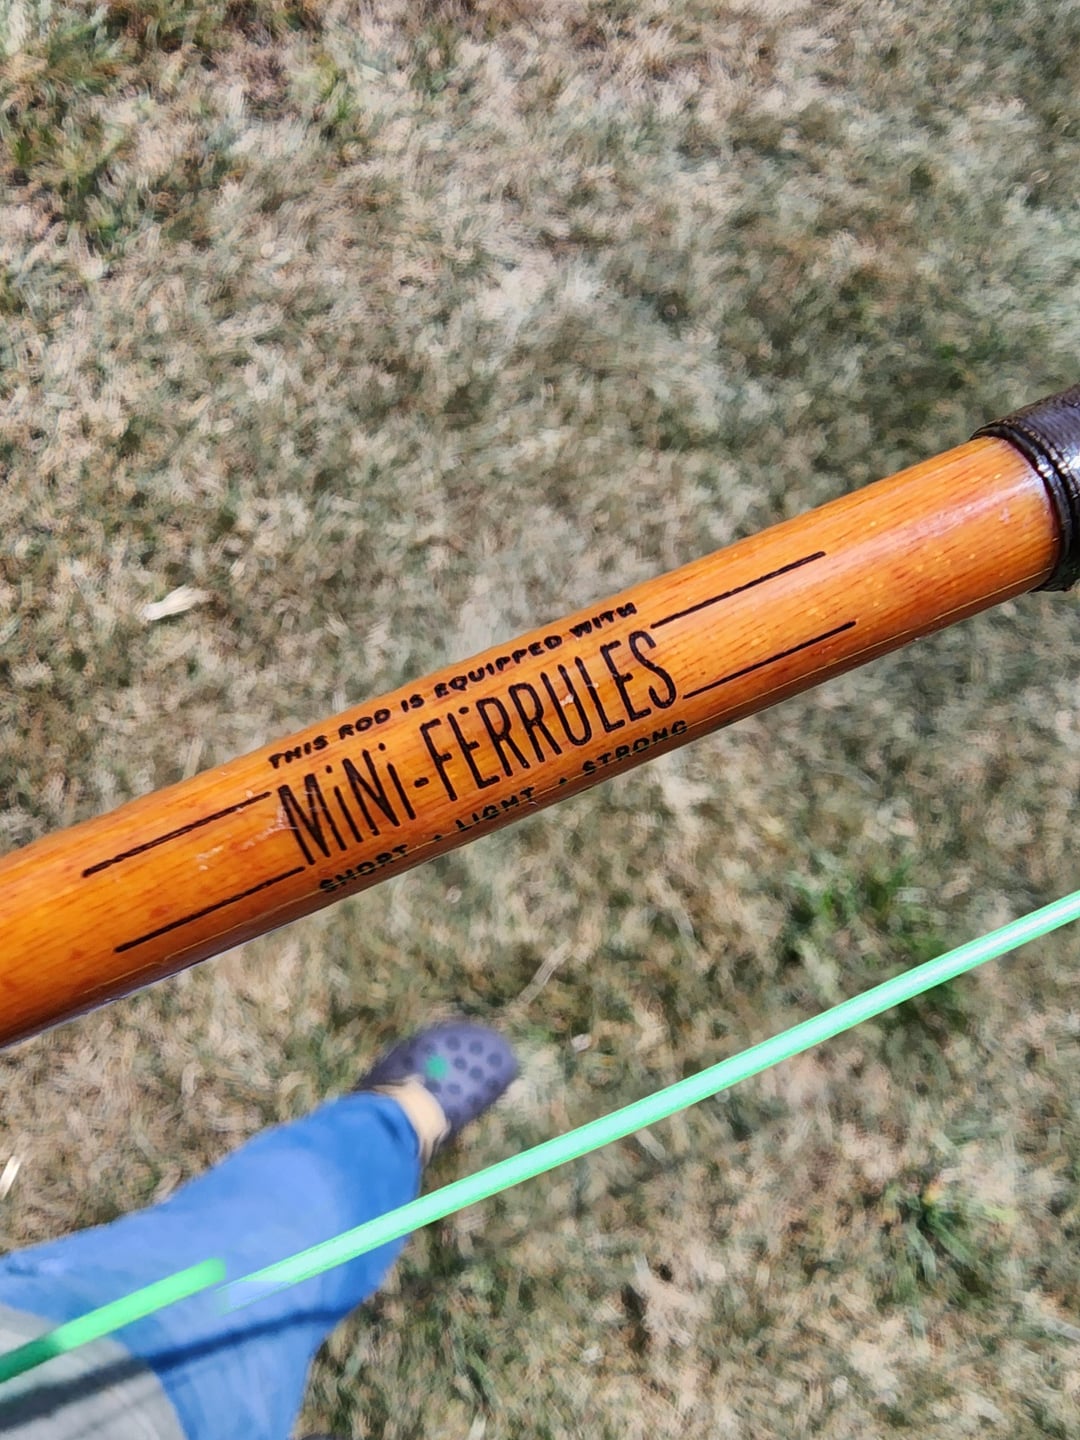 THIS ROD IS EQUIPPED WITH
MiNi-FERRULES
SHORT • LIGHT • STRONG